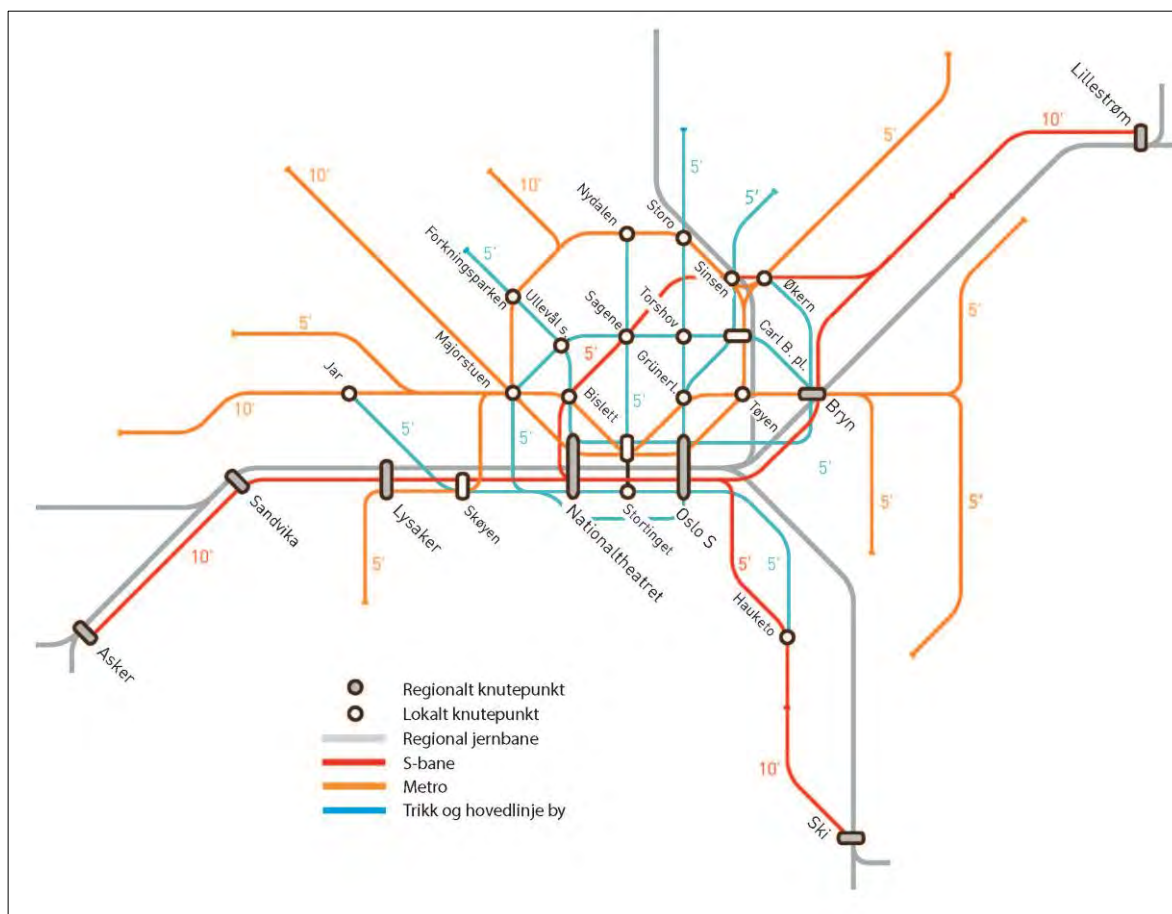 Lillestrøm
10'
5'
5'
5'
10'
10'
Nydalen
Storo
5'
Forkningsparken
Ullevål s.
Sinsen
Økern
Sagene
Torshov
5'
5'
Majorstuen
5'
Carl B. pl.
Jar
Bislett
Grünerl.
Tøyen
Bryn
10'
5'
5'
5'
5'
5'
5'
Sandvika
Lysaker
Skøyen
Nationaltheatret
Stortinget
Oslo S
10'
5'
5'
5'
Hauketo
Asker
Regionalt knutepunkt
Lokalt knutepunkt
Regional jernbane
S-bane
Metro
Trikk og hovedlinje by
10'
Ski